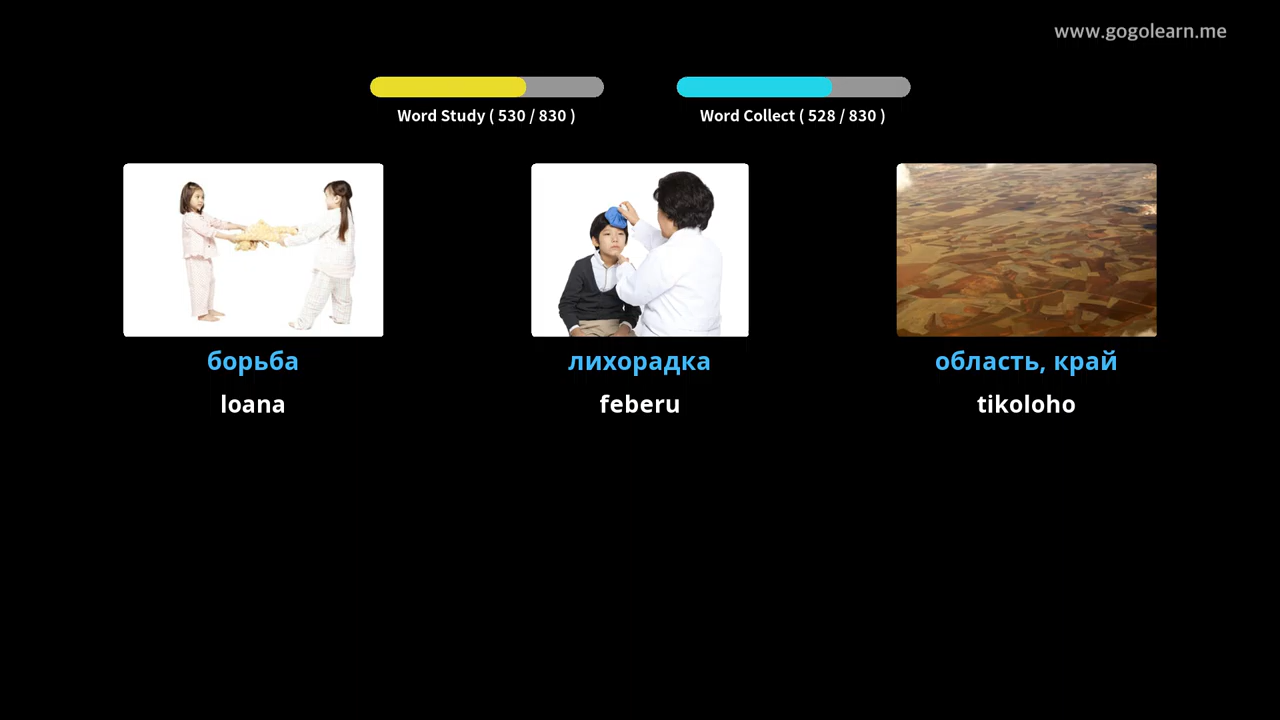 www.gogolearn.me
Word Study ( 530 / 830 )
Word Collect ( 528 / 830 )
борьба
loana
лихорадка
feberu
область, край
tikoloho